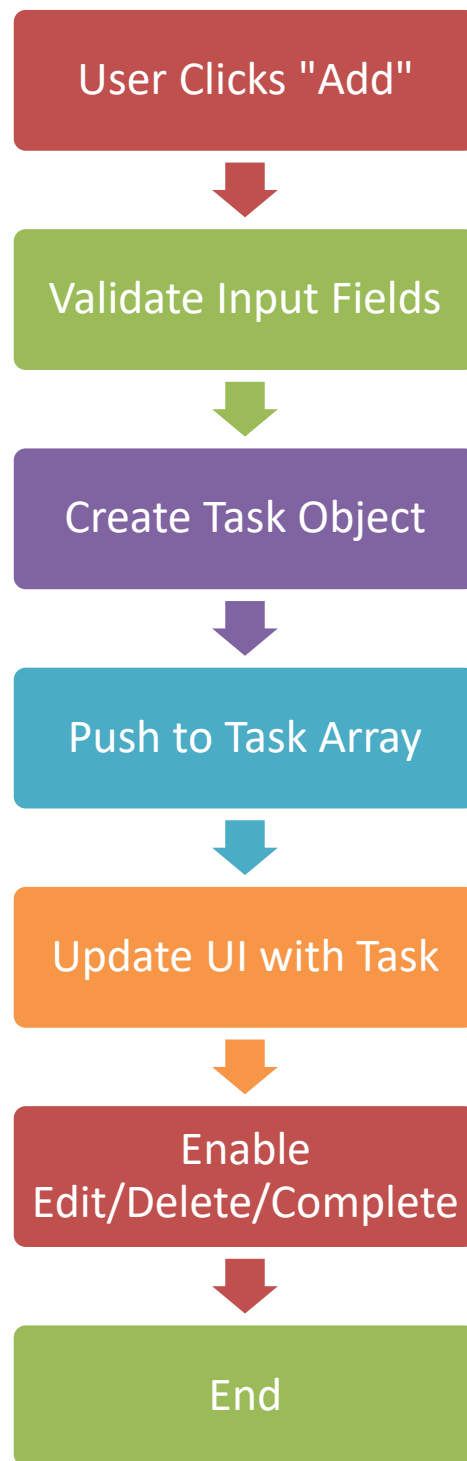 User Clicks "Add"
Validate Input Fields
Create Task Object
Push to Task Array
Update UI with Task
Enable
Edit/Delete/Complete
End